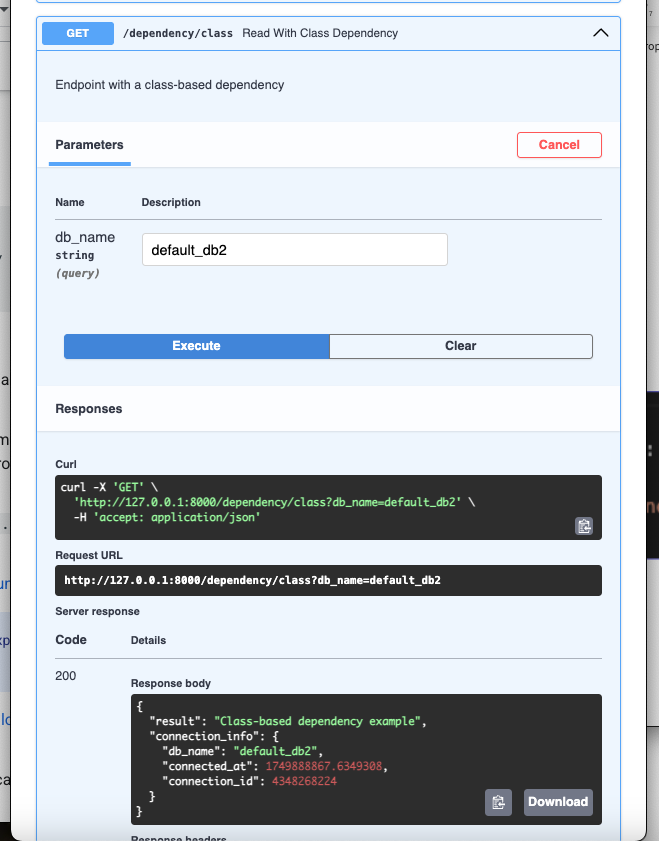 GET /dependency/class Read With Class Dependency
Endpoint with a class-based dependency
Parameters
Cancel
Name Description
db_name
string
(query)
default_db2
Execute
Clear
Responses
Curl
curl -X 'GET' \
'http://127.0.0.1:8000/dependency/class?db_name=default_db2' \
-H 'accept: application/json'
Request URL
http://127.0.0.1:8000/dependency/class?db_name=default_db2
Server response
Code Details
200
Response body
{
"result": "Class-based dependency example",
"connection_info": {
"db_name": "default_db2",
"connected_at": 1749888867.6349308,
"connection_id": 4348268224
}
}
Download
Response headers